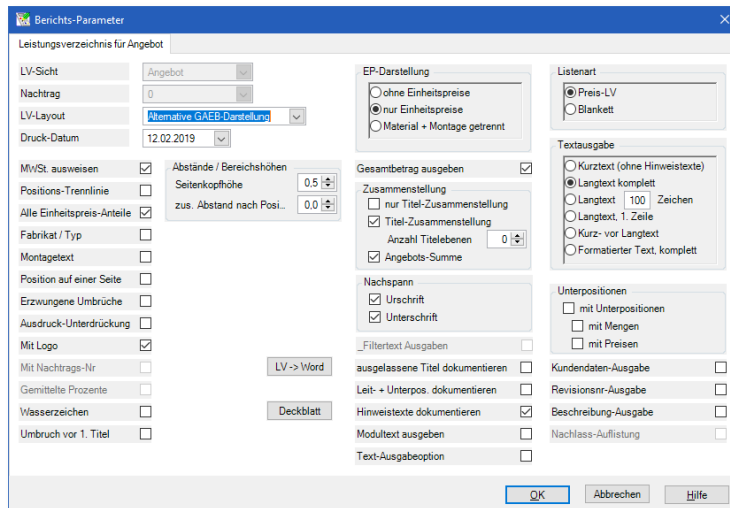 Berichts-Parameter
Leistungsverzeichnis für Angebot
LV-Sicht
Angebot
Nachtrag
0
LV-Layout
Alternative GAEB-Darstellung
Druck-Datum
12.02.2019
MWSt. ausweisen
Positions-Trennlinie
Alle Einheitspreis-Anteile
Fabrikat / Typ
Montagetext
Position auf einer Seite
Erzwungene Umbrüche
Ausdruck-Unterdrückung
Mit Logo
Mit Nachtrags-Nr
Gemittelte Prozente
Wasserzeichen
Umbruch vor 1. Titel
Abstände / Bereichshöhen
Seitenkopfhöhe
0,5
zus. Abstand nach Posi...
0,0
LV -> Word
Deckblatt
EP-Darstellung
ohne Einheitspreise
nur Einheitspreise
Material + Montage getrennt
Gesamtbetrag ausgeben
Zusammenstellung
nur Titel-Zusammenstellung
Titel-Zusammenstellung
Anzahl Titelebenen
0
Angebots-Summe
Nachspann
Urschrift
Unterschrift
_Filtertext Ausgaben
ausgelassene Titel dokumentieren
Leit- + Unterpos. dokumentieren
Hinweistexte dokumentieren
Modultext ausgeben
Text-Ausgabeoption
Listenart
Preis-LV
Blankett
Textausgabe
Kurztext (ohne Hinweistexte)
Langtext komplett
Langtext 100 Zeichen
Langtext, 1. Zeile
Kurz- vor Langtext
Formatierter Text, komplett
Unterpositionen
mit Unterpositionen
mit Mengen
mit Preisen
Kundendaten-Ausgabe
Revisionsnr-Ausgabe
Beschreibung-Ausgabe
Nachlass-Auflistung
OK
Abbrechen
Hilfe